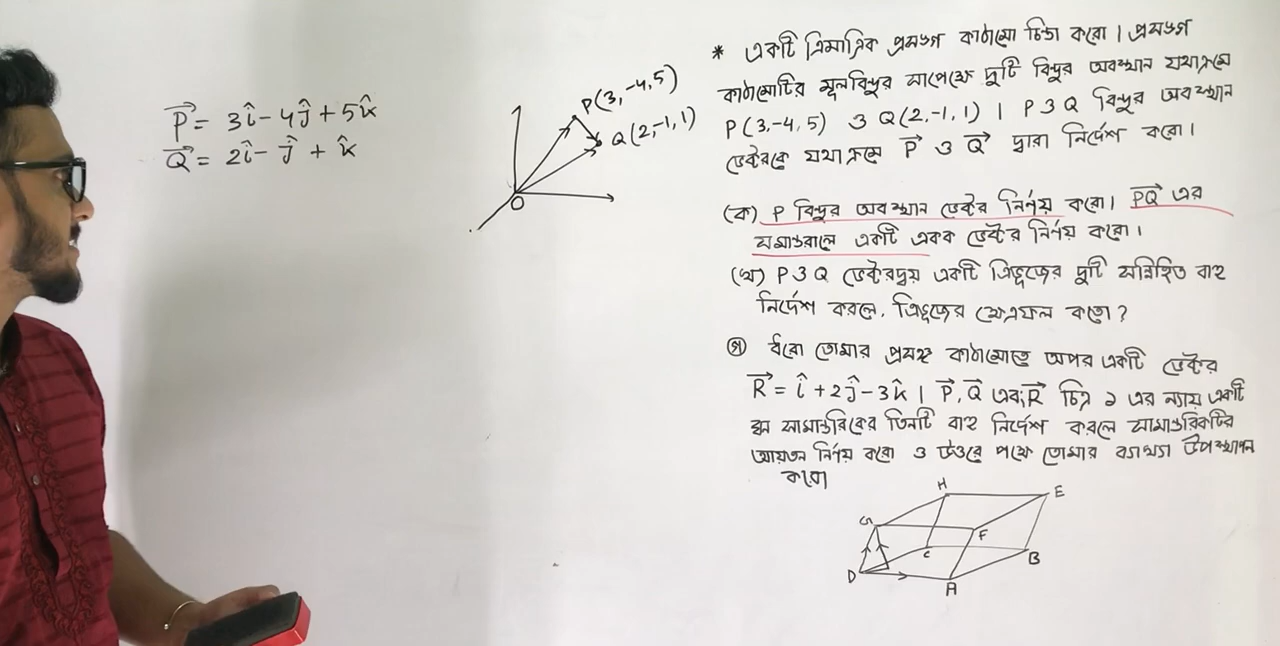 P⃗ = 3î - 4ĵ + 5k̂
Q⃗ = 2î - ĵ + k̂
P(3,-4,5)
Q(2,-1,1)
O
* একটি ত্রিমাত্রিক প্রসঙ্গ কাঠামো চিন্তা করো। প্রসঙ্গ
কাঠামোটির মূলবিন্দুর সাপেক্ষে দুটি বিন্দুর অবস্থান যথাক্রমে
P(3,-4,5) ও Q(2,-1,1) । P ও Q বিন্দুর অবস্থান
ভেক্টরকে যথাক্রমে P⃗ ও Q⃗ দ্বারা নির্দেশ করো।
(ক) P বিন্দুর অবস্থান ভেক্টর নির্ণয় করো। PQ⃗ এর
সমান্তরালে একটি একক ভেক্টর নির্ণয় করো।
(খ) P ও Q ভেক্টরদ্বয় একটি ত্রিভুজের দুটি সন্নিহিত বাহু
নির্দেশ করলে, ত্রিভুজের ক্ষেত্রফল কতো?
(গ) ধরো তোমার প্রসঙ্গ কাঠামোতে অপর একটি ভেক্টর
R⃗ = î + 2ĵ - 3k̂ । P⃗, Q⃗ এবং R⃗ চিত্র ১ এর ন্যায় একটি
সামান্তরিকের তিনটি বাহু নির্দেশ করলে সামান্তরিকটির
আয়তন নির্ণয় করো ও উত্তরের পক্ষে তোমার ব্যাখ্যা উপস্থাপন
করো
H E
G F
C B
D A